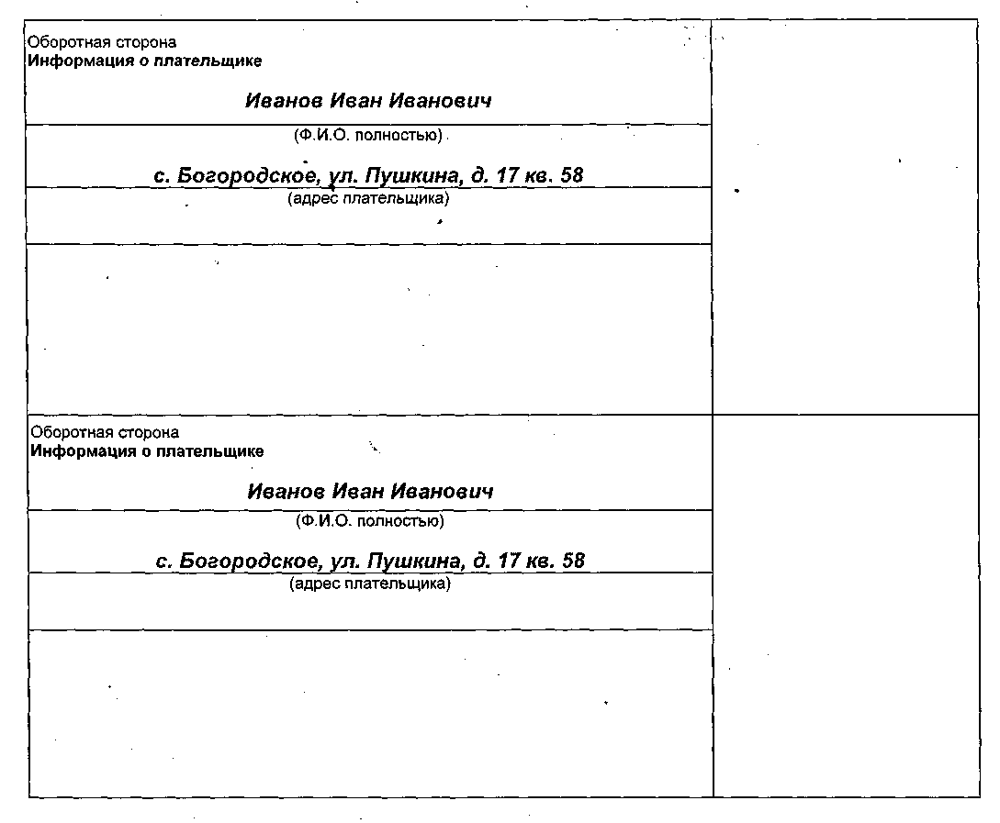 Оборотная сторона
Информация о плательщике
Иванов Иван Иванович
(Ф.И.О. полностью)
с. Богородское, ул. Пушкина, д. 17 кв. 58
(адрес плательщика)
Оборотная сторона
Информация о плательщике
Иванов Иван Иванович
(Ф.И.О. полностью)
с. Богородское, ул. Пушкина, д. 17 кв. 58
(адрес плательщика)